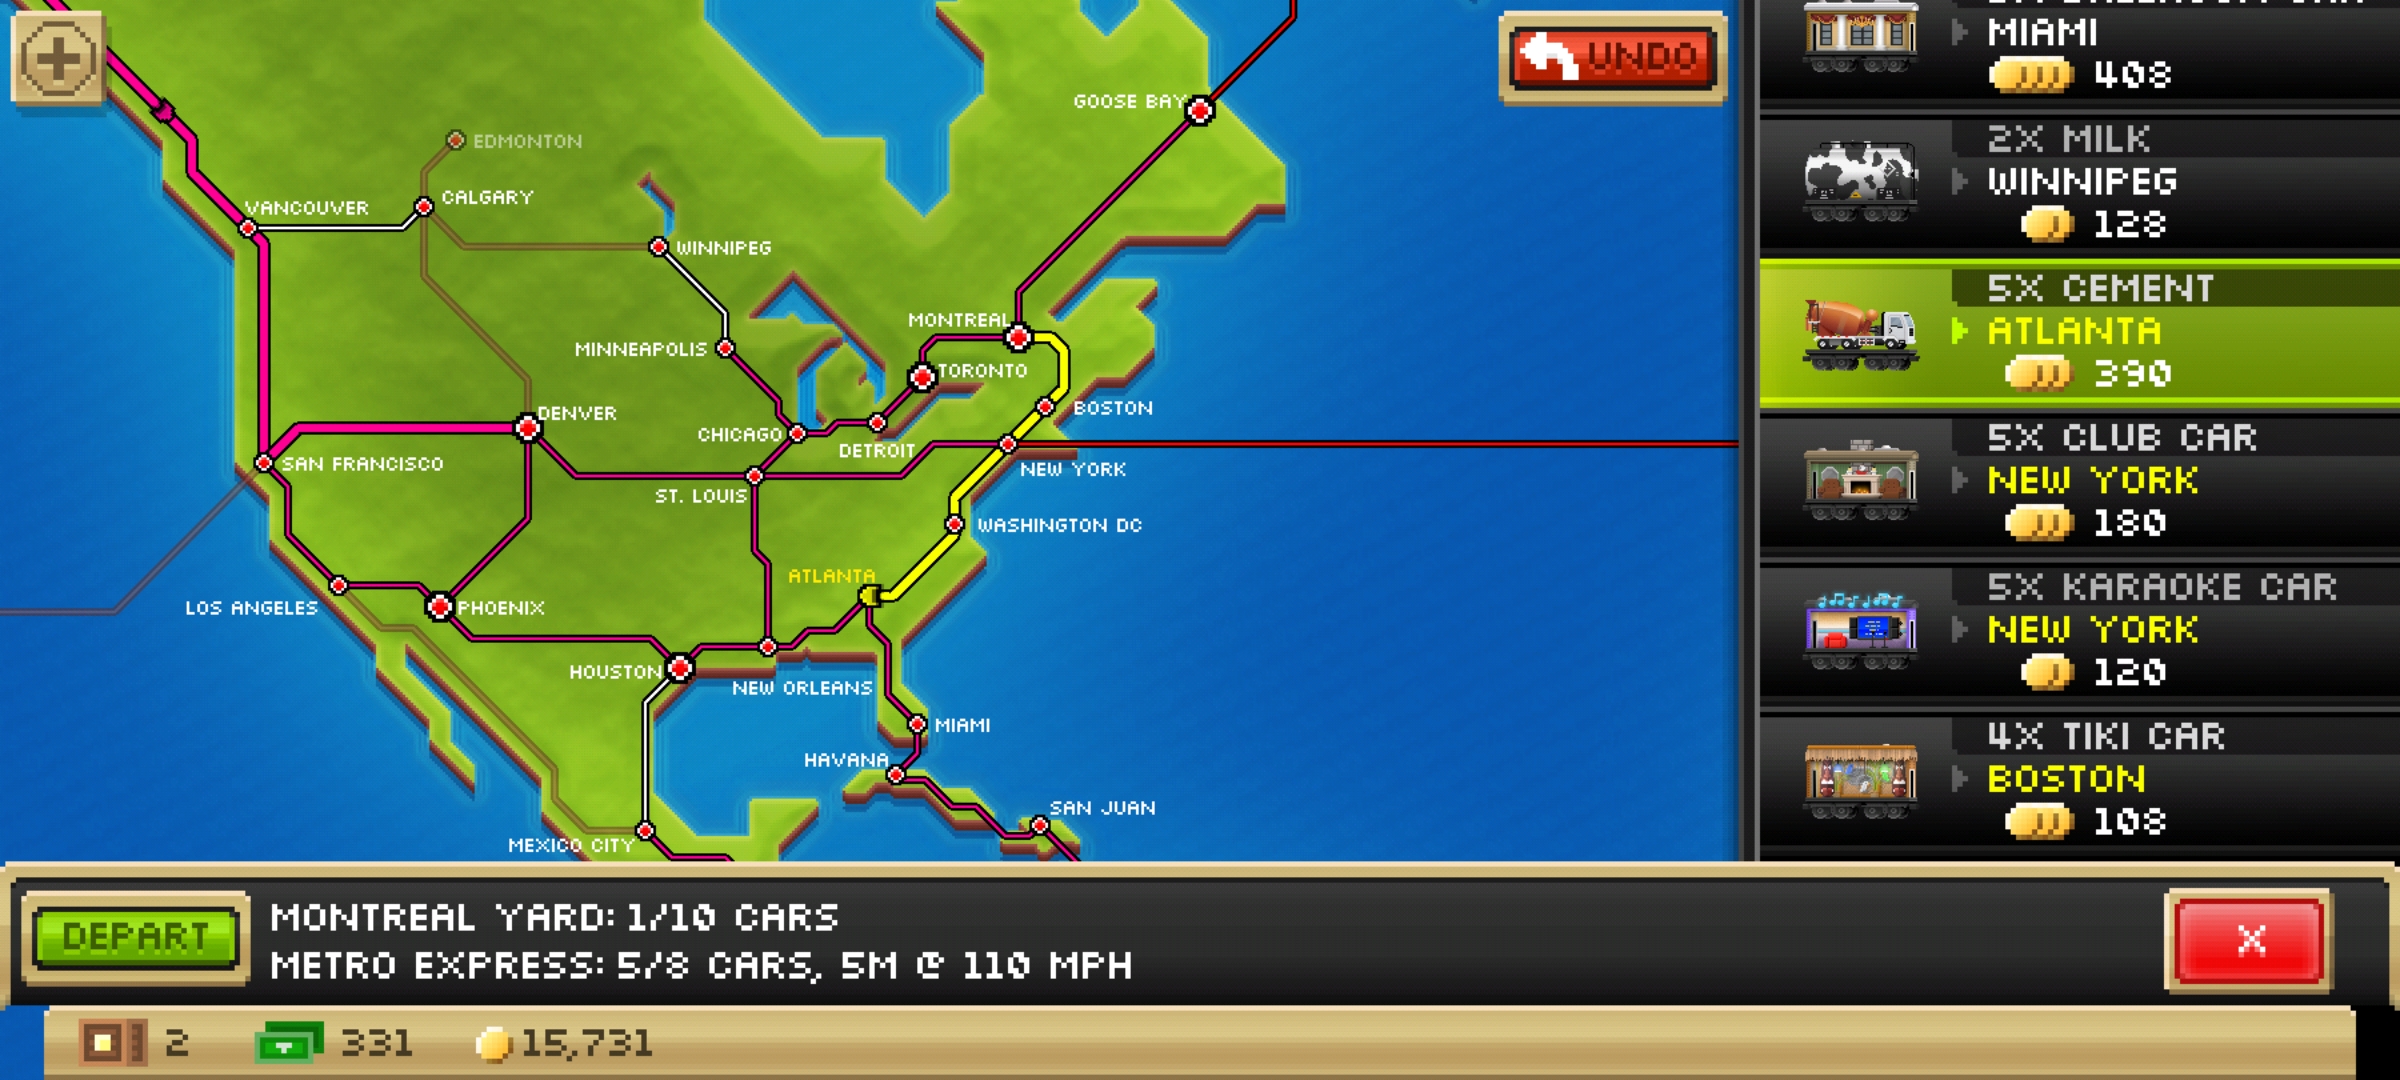 UNDO
GOOSE BAY
EDMONTON
CALGARY
VANCOUVER
WINNIPEG
MONTREAL
MINNEAPOLIS
TORONTO
BOSTON
DENVER
CHICAGO
DETROIT
SAN FRANCISCO
NEW YORK
ST. LOUIS
WASHINGTON DC
ATLANTA
LOS ANGELES
PHOENIX
HOUSTON
NEW ORLEANS
MIAMI
HAVANA
SAN JUAN
MEXICO CITY
MIAMI
408
2X MILK
WINNIPEG
128
5X CEMENT
ATLANTA
390
5X CLUB CAR
NEW YORK
180
5X KARAOKE CAR
NEW YORK
120
4X TIKI CAR
BOSTON
108
DEPART
MONTREAL YARD: 1/10 CARS
METRO EXPRESS: 5/8 CARS, 5M @ 110 MPH
X
2
331
15,731